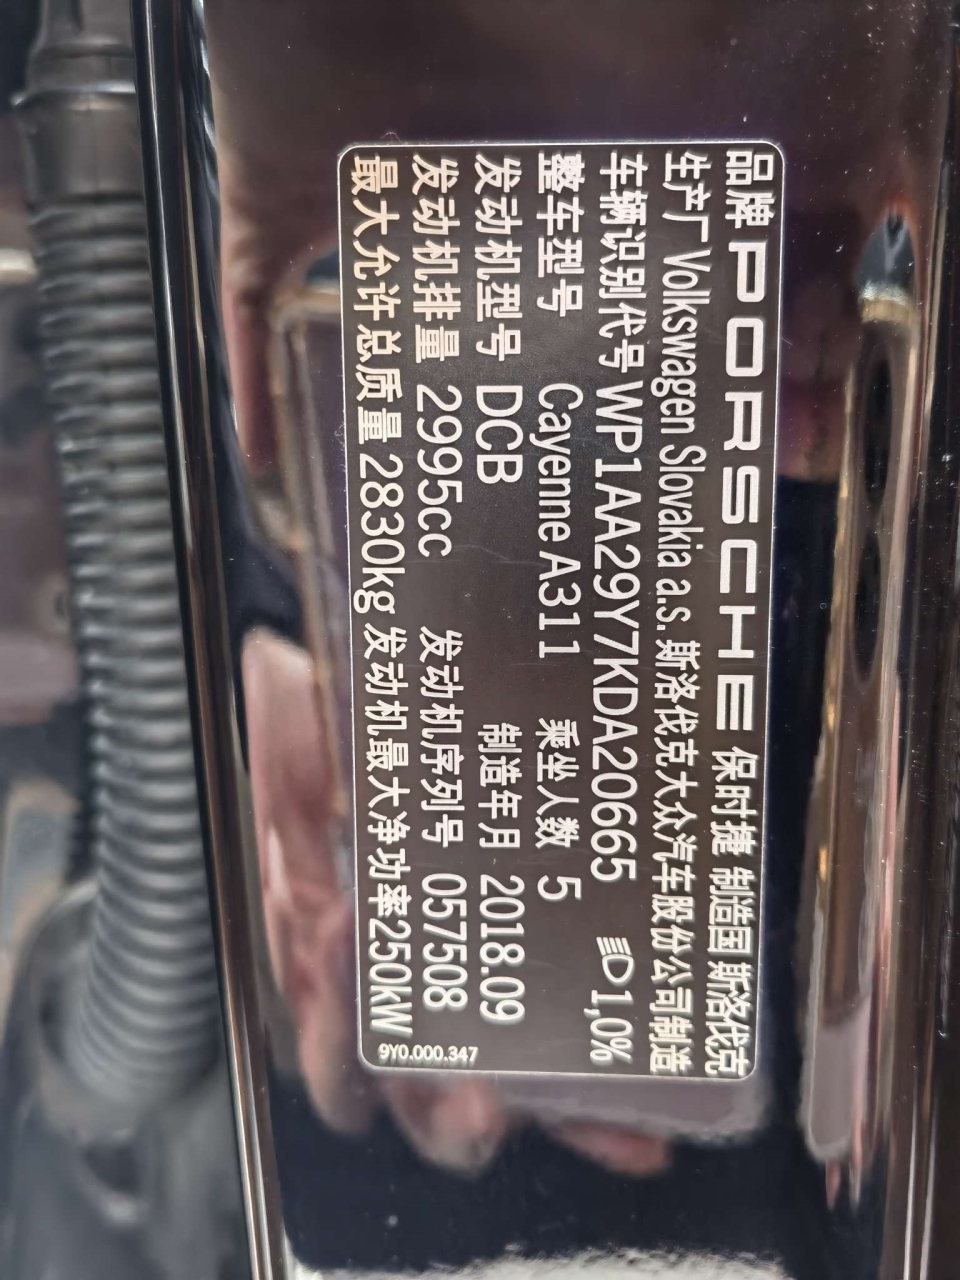 品牌 PORSCHE 保时捷 制造国 斯洛伐克
生产厂 Volkswagen Slovakia a.s. 斯洛伐克大众汽车股份公司制造
车辆识别代号 WP1AA29Y7KDA20665 1,0%
整车型号 Cayenne A311 乘坐人数 5
发动机型号 DCB 制造年月 2018.09
发动机排量 2995cc 发动机序列号 057508
最大允许总质量 2830kg 发动机最大净功率250kW
9Y0.000.347